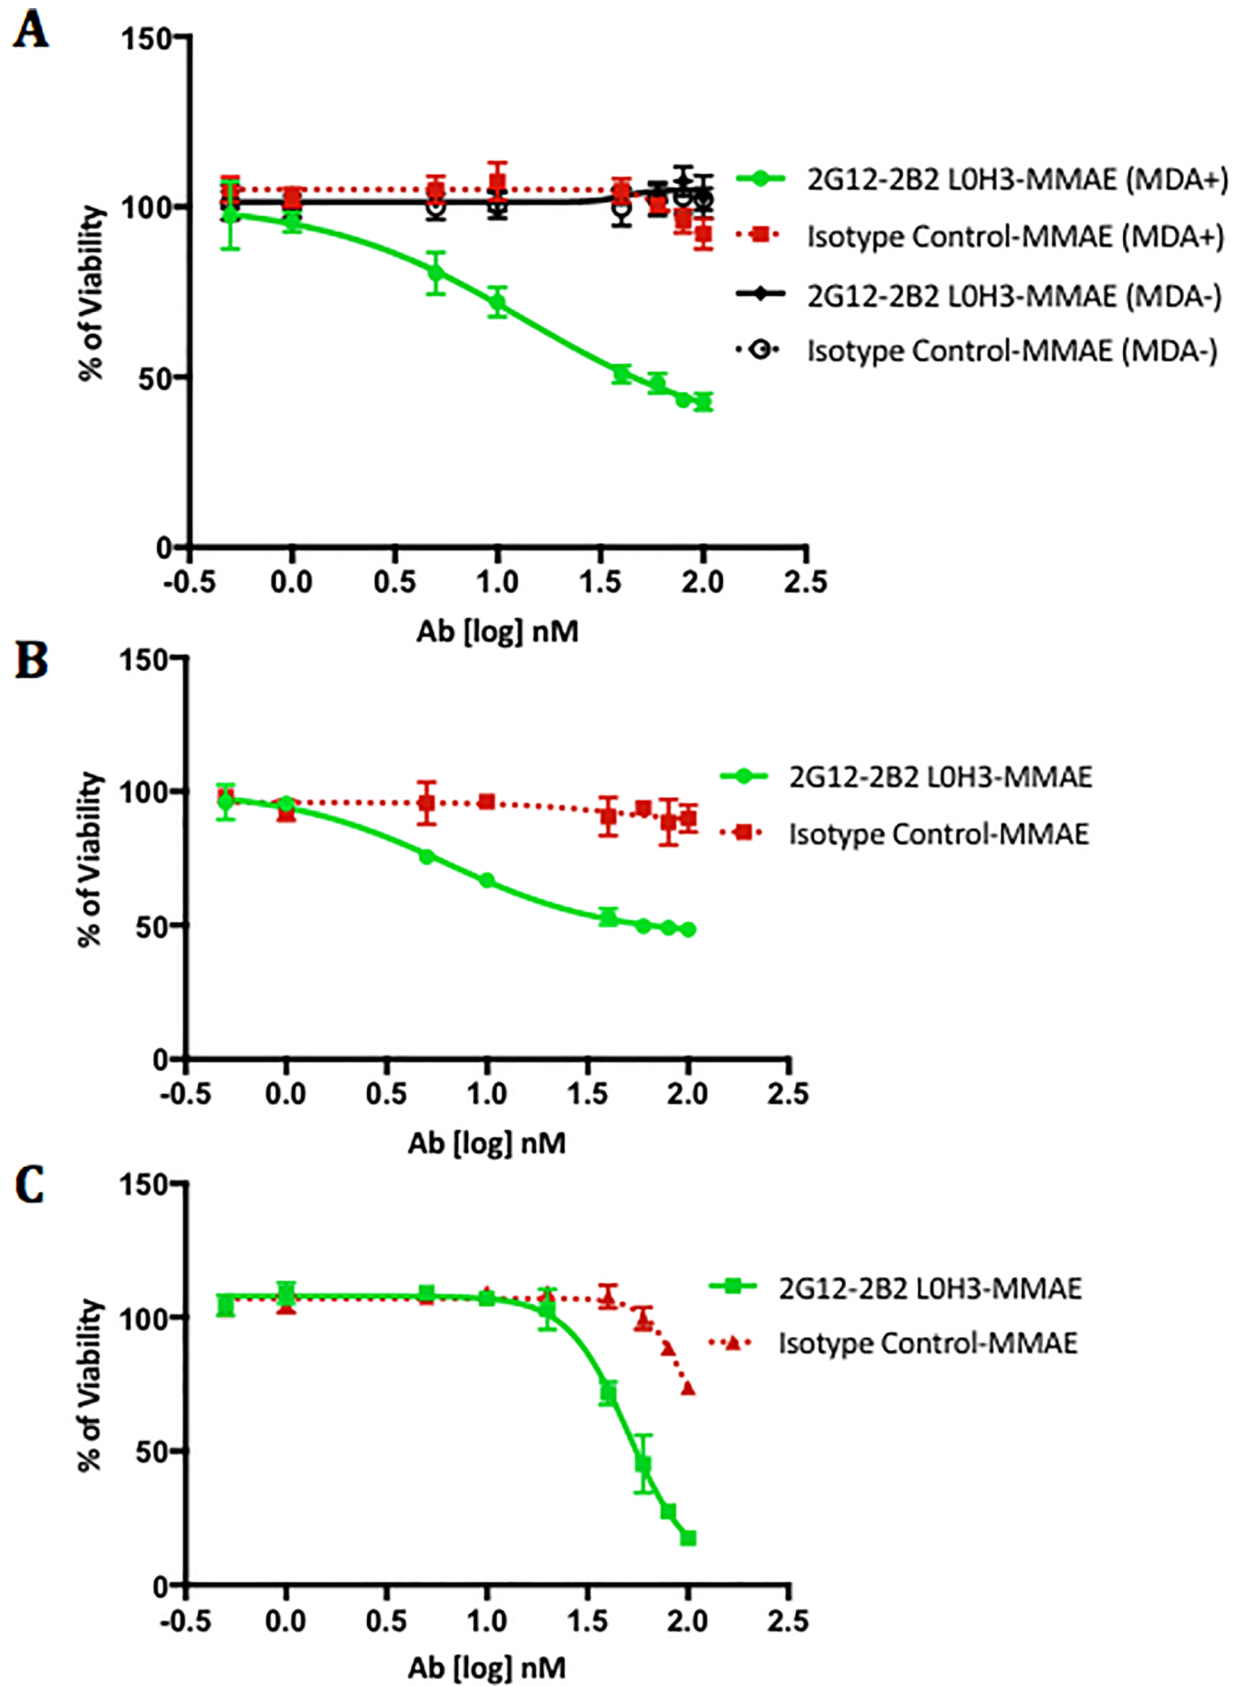 A
150
100
50
0
% of Viability
-0.5 0.0 0.5 1.0 1.5 2.0 2.5
Ab [log] nM
2G12-2B2 L0H3-MMAE (MDA+)
Isotype Control-MMAE (MDA+)
2G12-2B2 L0H3-MMAE (MDA-)
Isotype Control-MMAE (MDA-)
B
150
100
50
0
% of Viability
-0.5 0.0 0.5 1.0 1.5 2.0 2.5
Ab [log] nM
2G12-2B2 L0H3-MMAE
Isotype Control-MMAE
C
150
100
50
0
% of Viability
-0.5 0.0 0.5 1.0 1.5 2.0 2.5
Ab [log] nM
2G12-2B2 L0H3-MMAE
Isotype Control-MMAE